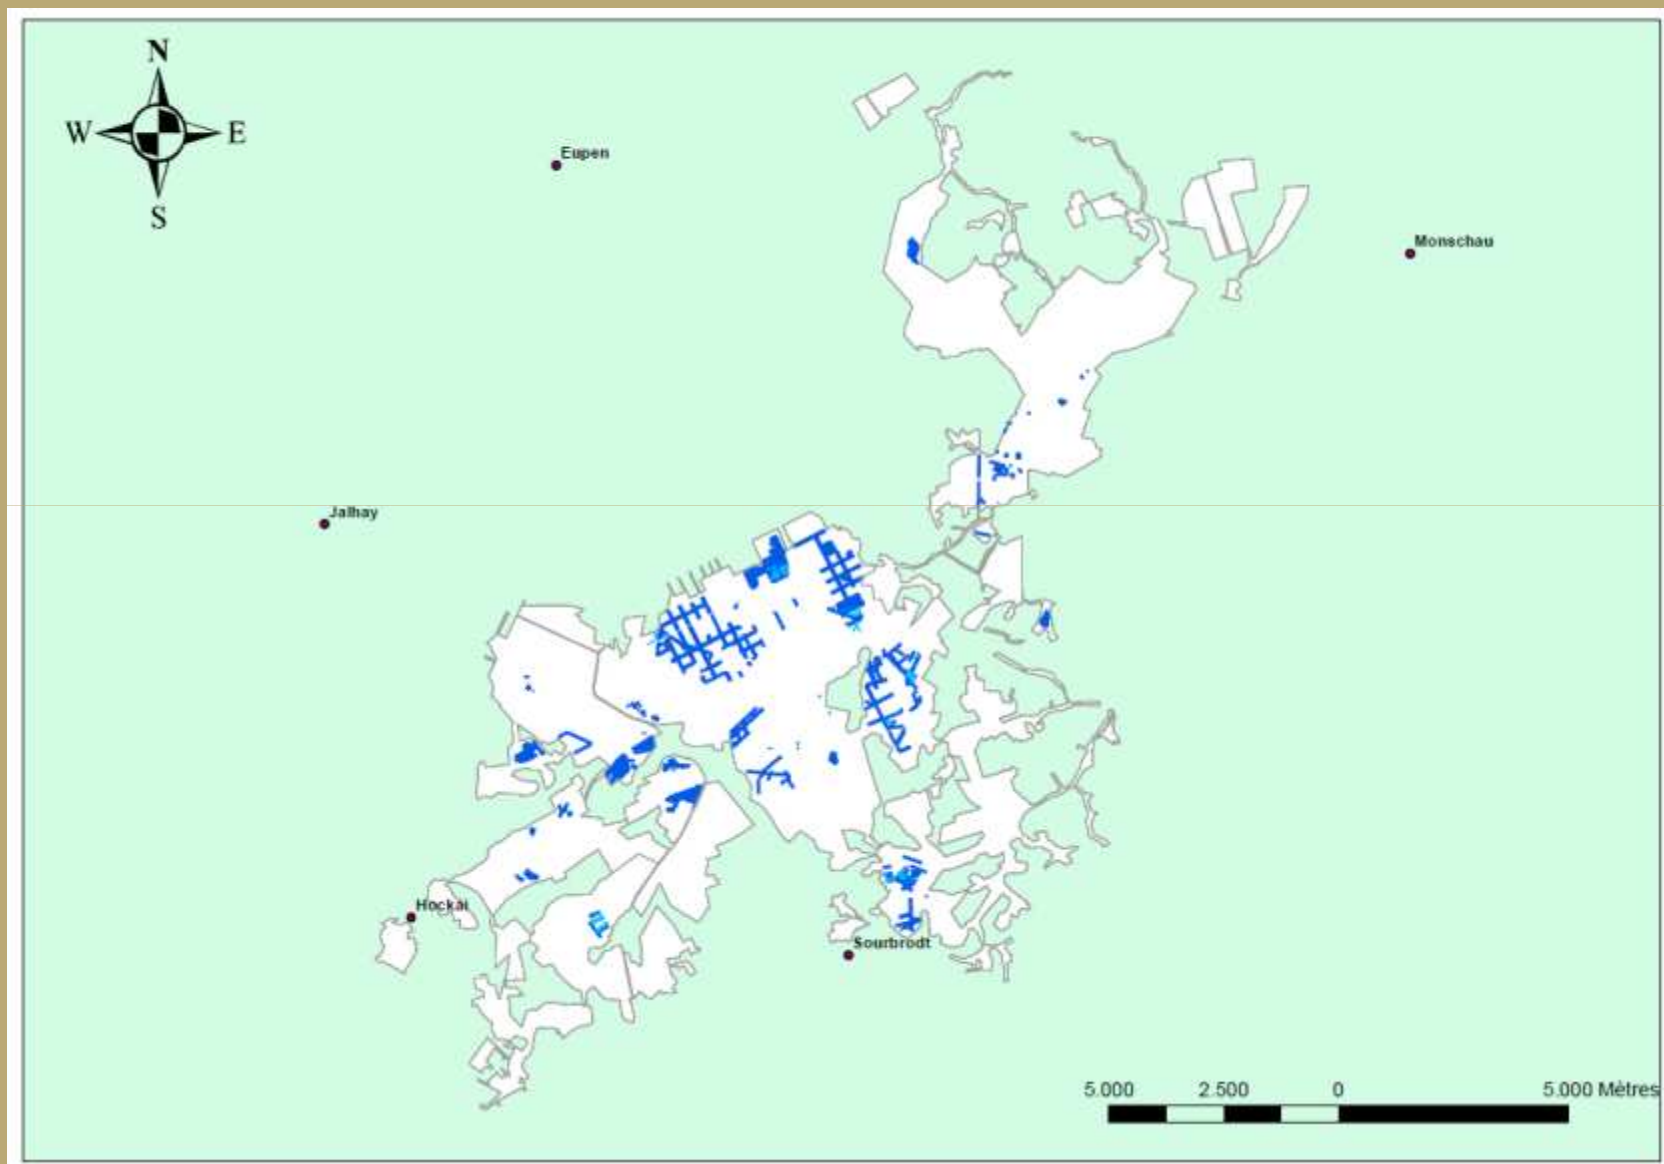 N
W E
S
Eupen
Monschau
Jalhay
Hockai
Sourbrodt
5.000 2.500 0 5.000 Mètres